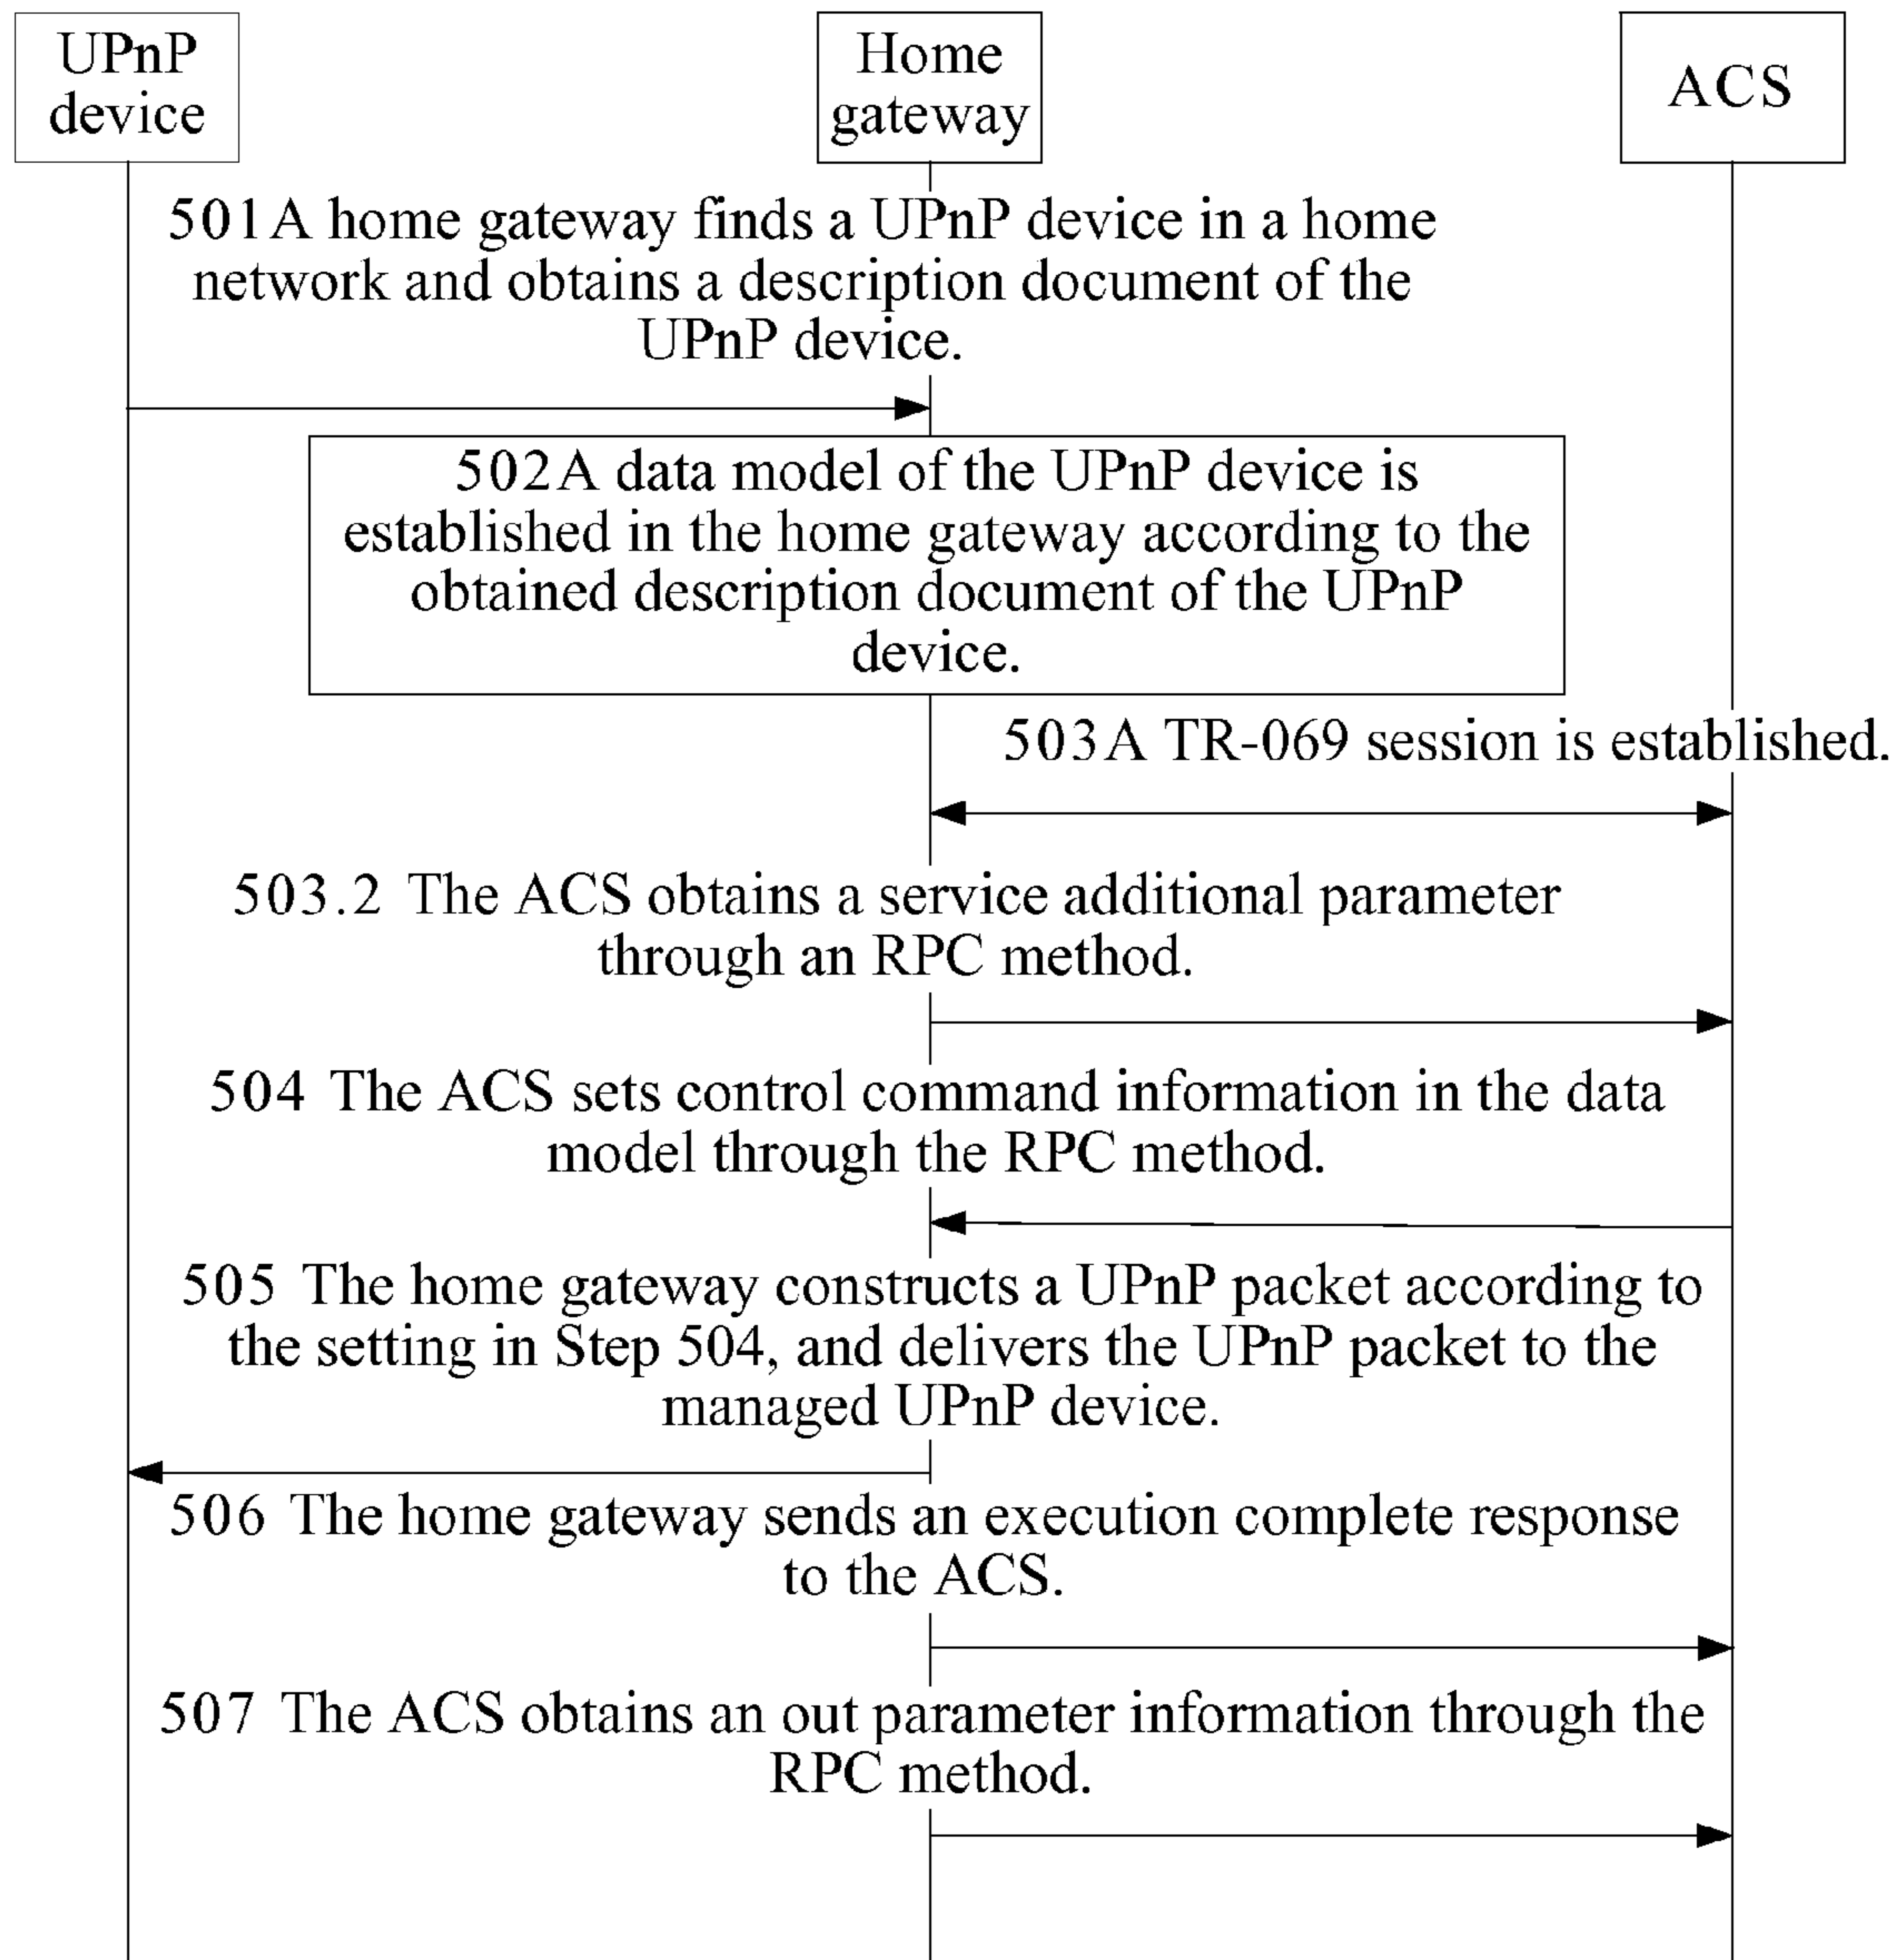 UPnP
device
Home
gateway
ACS
501A home gateway finds a UPnP device in a home
network and obtains a description document of the
UPnP device.
502A data model of the UPnP device is
established in the home gateway according to the
obtained description document of the UPnP
device.
503A TR-069 session is established.
503.2 The ACS obtains a service additional parameter
through an RPC method.
504 The ACS sets control command information in the data
model through the RPC method.
505 The home gateway constructs a UPnP packet according to
the setting in Step 504, and delivers the UPnP packet to the
managed UPnP device.
506 The home gateway sends an execution complete response
to the ACS.
507 The ACS obtains an out parameter information through the
RPC method.